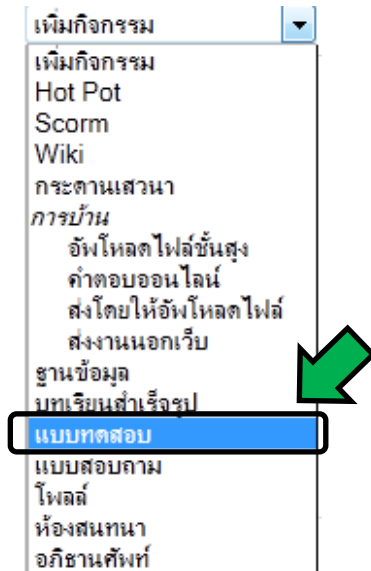 เพิ่มกิจกรรม
เพิ่มกิจกรรม
Hot Pot
Scorm
Wiki
กระดานเสวนา
การบ้าน
อัพโหลดไฟล์ชั้นสูง
คำตอบออนไลน์
ส่งโดยให้อัพโหลดไฟล์
ส่งงานนอกเว็บ
ฐานข้อมูล
บทเรียนสำเร็จรูป
แบบทดสอบ
แบบสอบถาม
โพลล์
ห้องสนทนา
อภิธานศัพท์